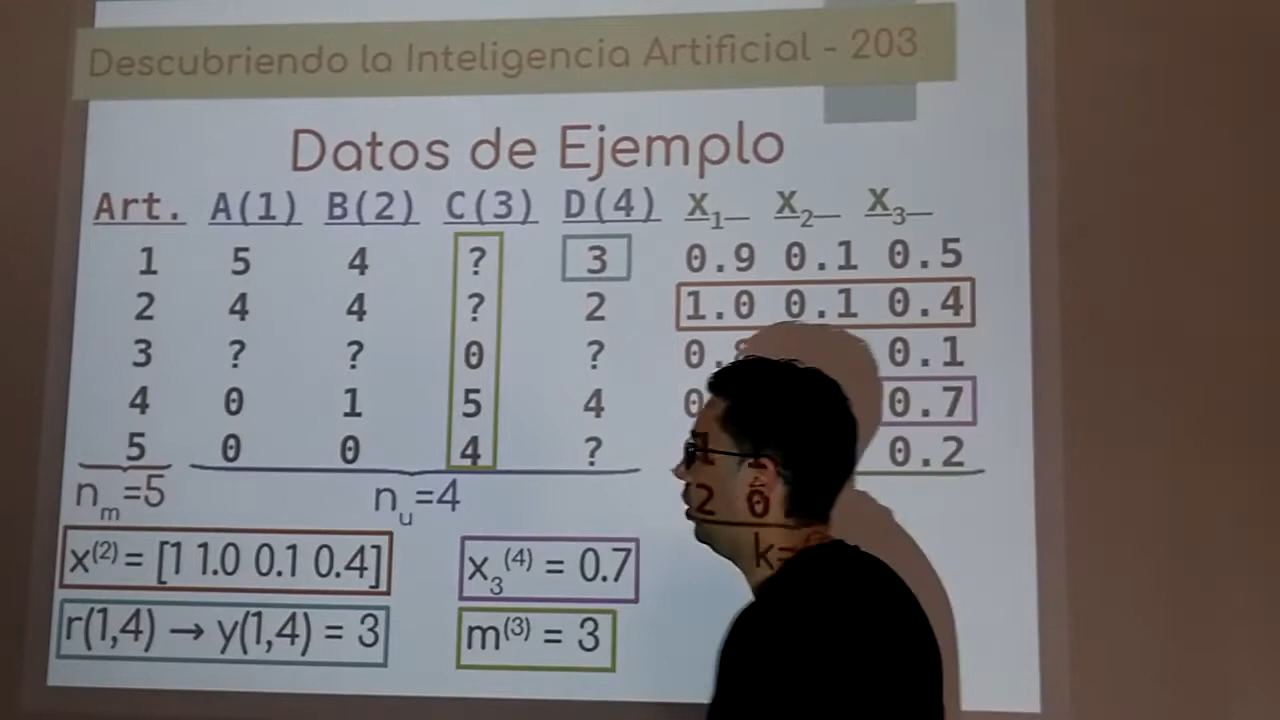 Descubriendo la Inteligencia Artificial - 203
Datos de Ejemplo
Art. A(1) B(2) C(3) D(4) X₁ X₂ X₃
1 5 4 ? 3 0.9 0.1 0.5
2 4 4 ? 2 1.0 0.1 0.4
3 ? ? 0 ? 0.1
4 0 1 5 4 0.7
5 0 0 4 ? 0.2
nₘ=5 nᵤ=4
x⁽²⁾ = [1 1.0 0.1 0.4] x₃⁽⁴⁾ = 0.7
r(1,4) → y(1,4) = 3 m⁽³⁾ = 3